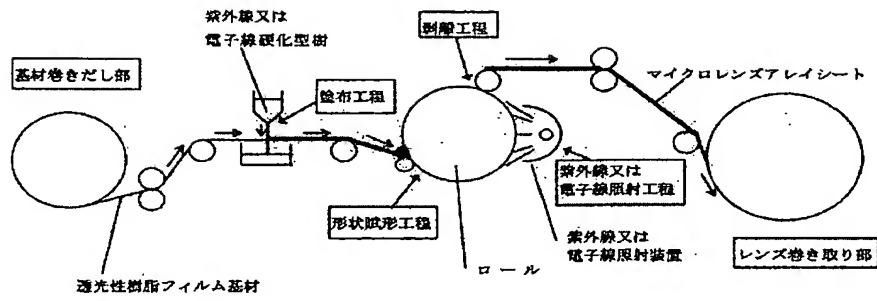 紫外線又は
電子線硬化型樹
基材巻きだし部
塗布工程
剥離工程
マイクロレンズアレイシート
形状賦形工程
紫外線又は
電子線照射工程
紫外線又は
電子線照射装置
ロール
レンズ巻き取り部
透光性樹脂フィルム基材